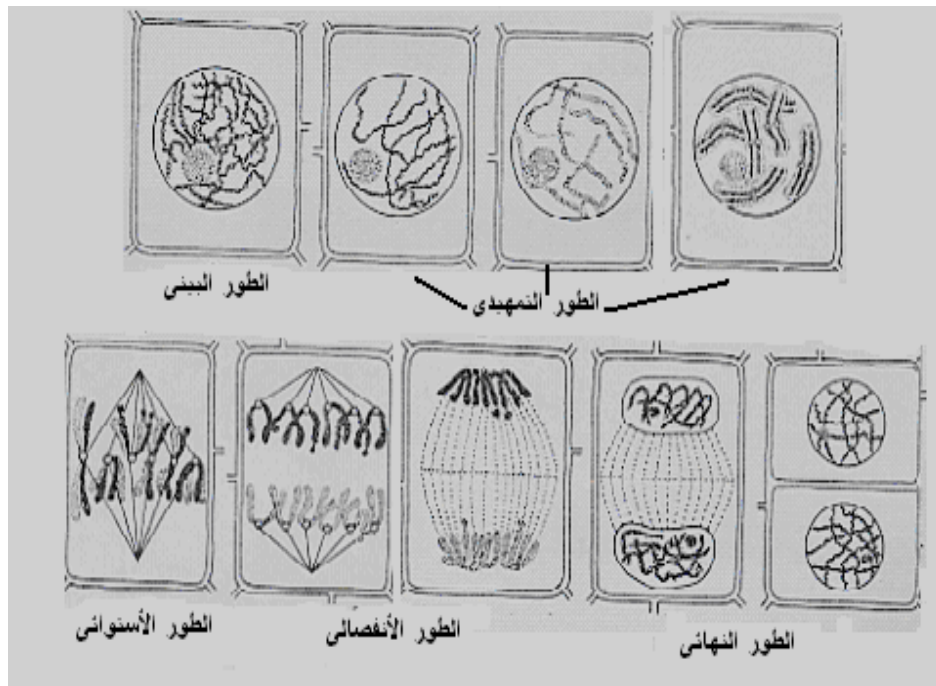 الطور البينى
الطور التمهيدى
الطور الأستوائى
الطور الأنفصالى
الطور النهائى